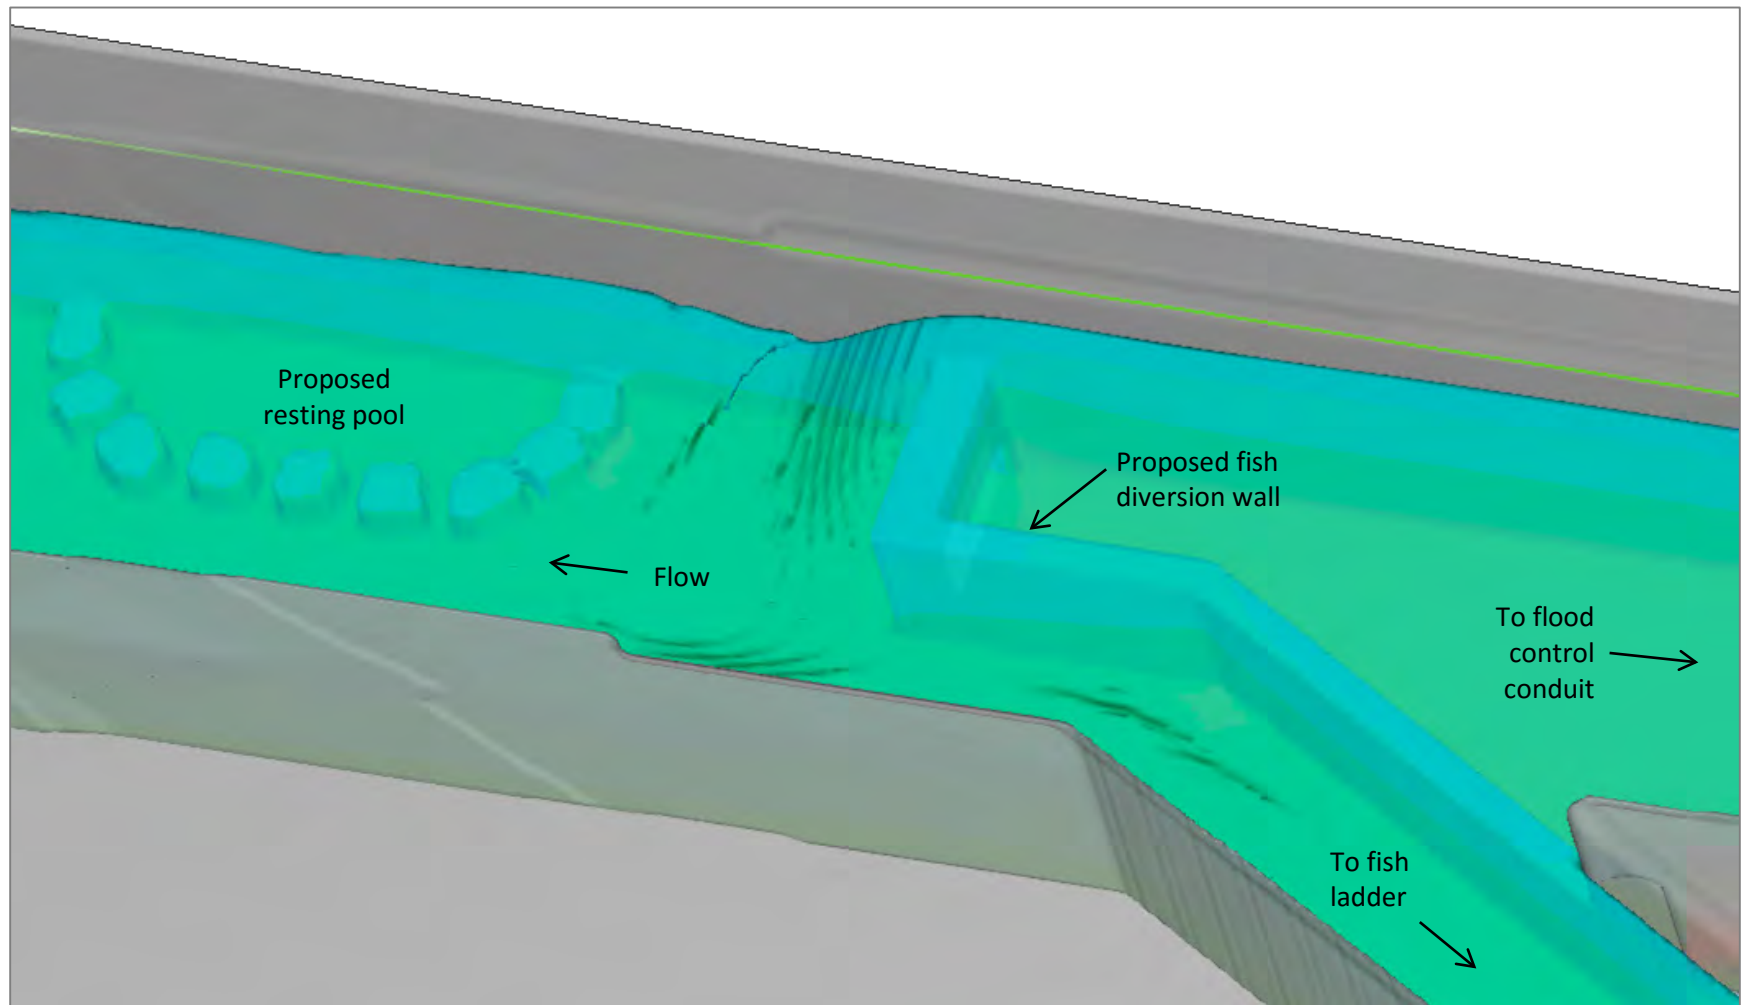 Proposed
resting pool
Proposed fish
diversion wall
Flow
To flood
control
conduit
To fish
ladder